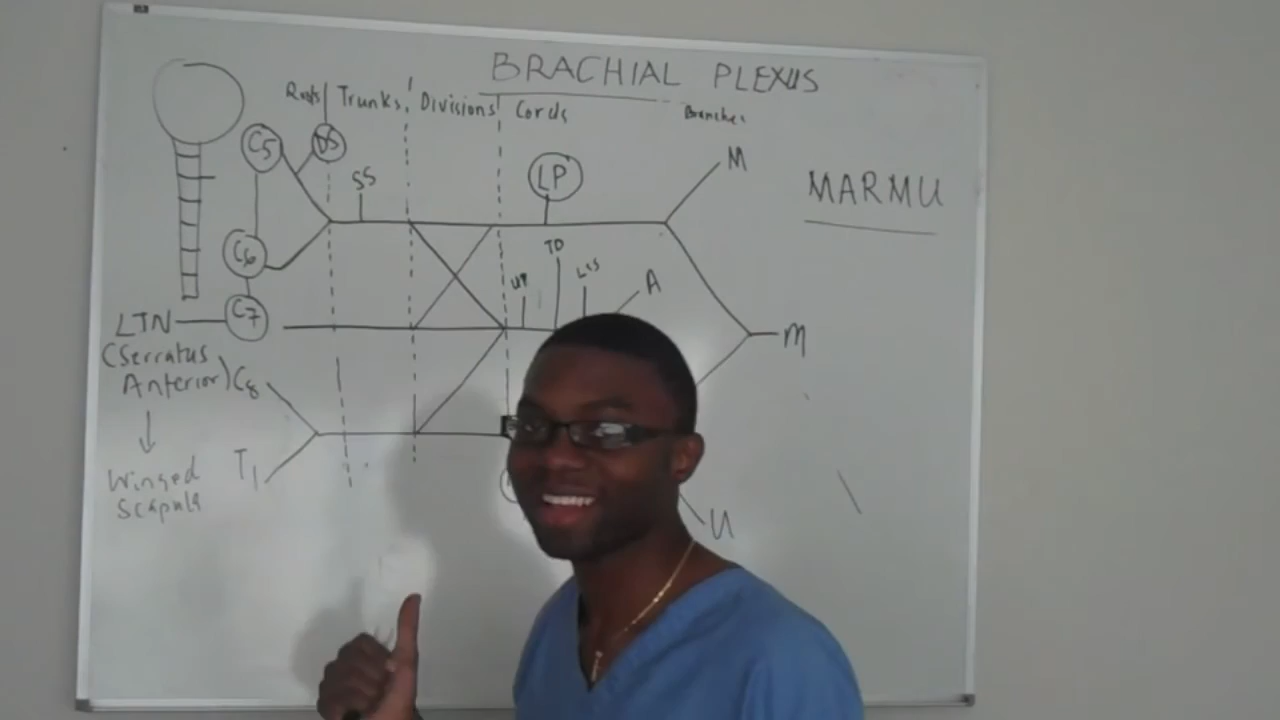 BRACHIAL PLEXUS
Roots Trunks Divisions Cords Branches
C5 DS
SS
LP
M
MARMU
C6
TD
LSS
A
C7
LTN
M
(Serratus
Anterior)
C8
T1
Winged
Scapula
U